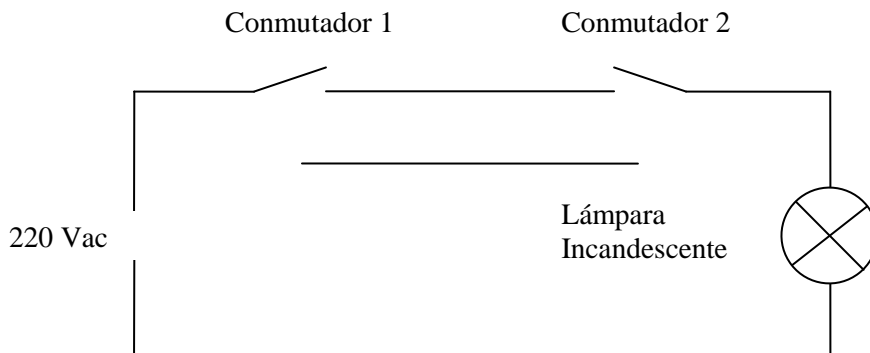 Conmutador 1
Conmutador 2
220 Vac
Lámpara
Incandescente